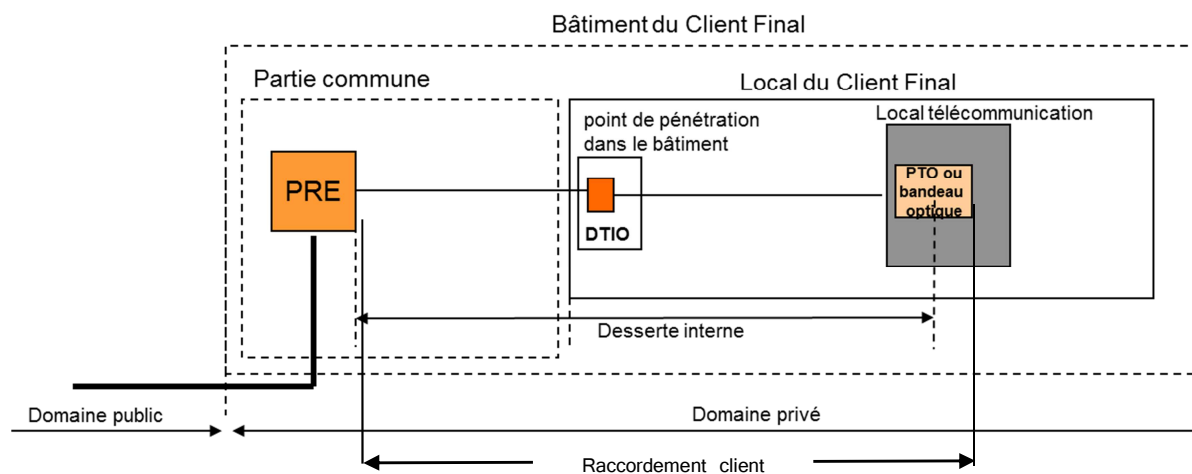 Bâtiment du Client Final
Partie commune
Local du Client Final
point de pénétration
dans le bâtiment
Local télécommunication
PRE
PTO ou
bandeau
optique
DTIO
Desserte interne
Domaine public
Domaine privé
Raccordement client